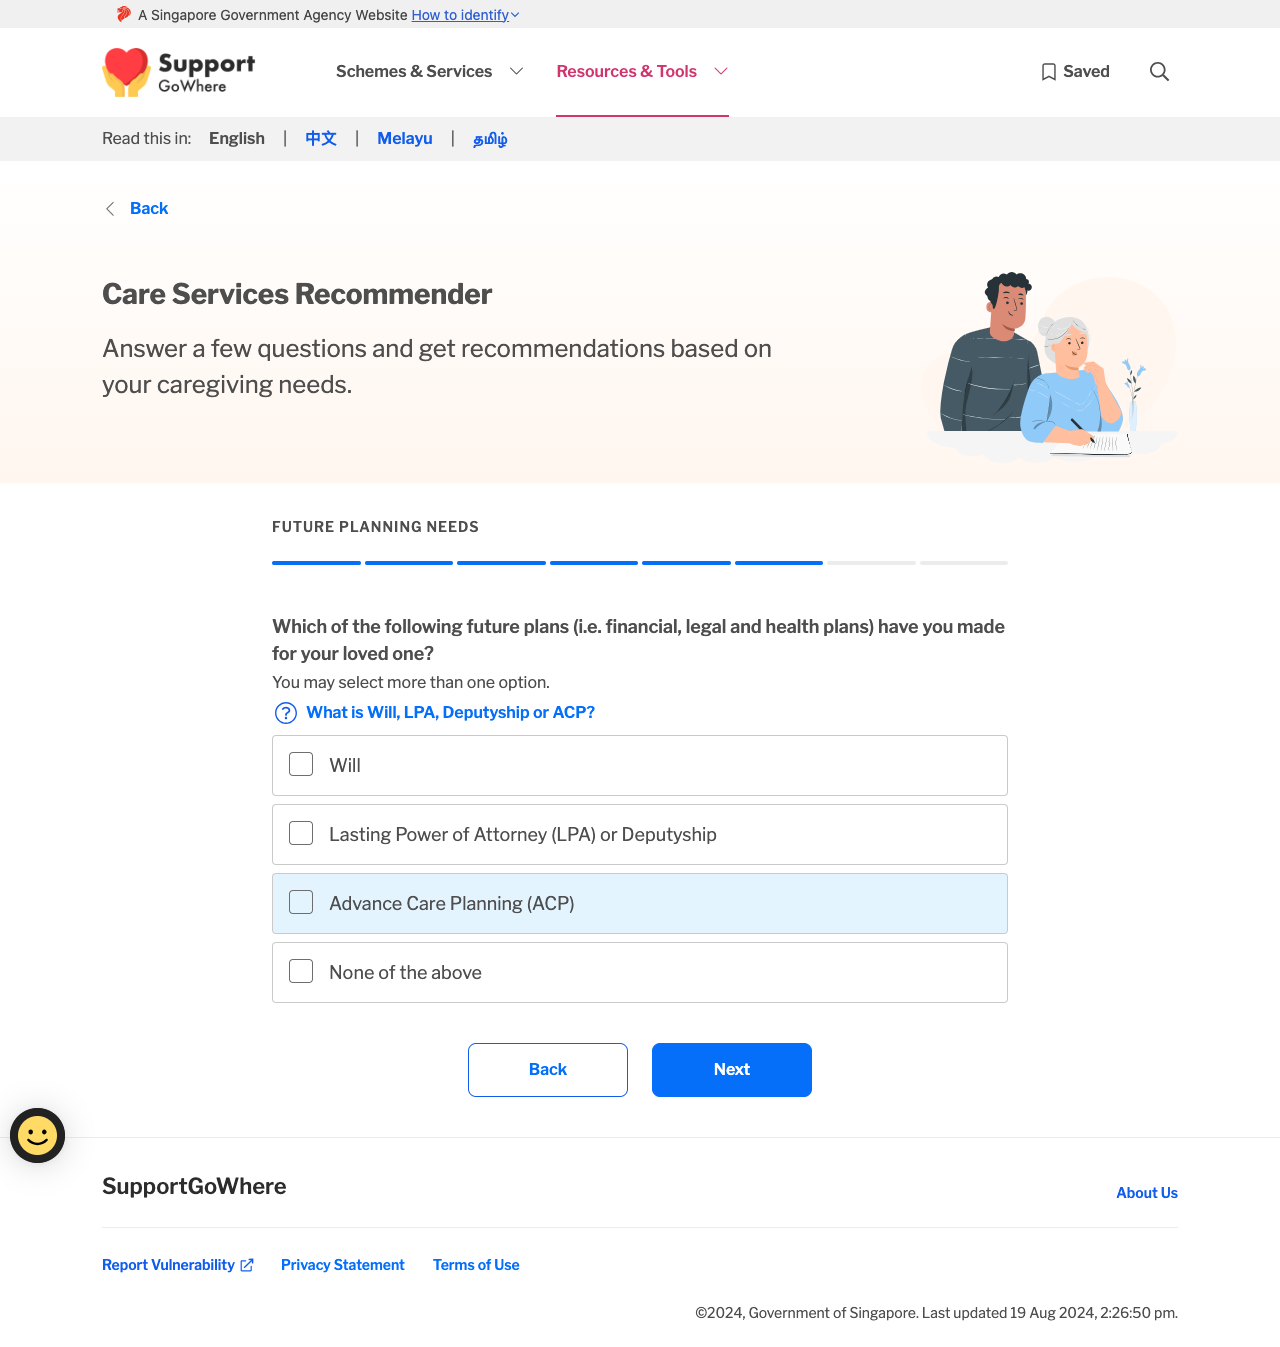 A Singapore Government Agency Website How to identify
Support
GoWhere
Schemes & Services
Resources & Tools
Saved
Read this in: English | 中文 | Melayu | தமிழ்
Back
Care Services Recommender
Answer a few questions and get recommendations based on
your caregiving needs.
FUTURE PLANNING NEEDS
Which of the following future plans (i.e. financial, legal and health plans) have you made
for your loved one?
You may select more than one option.
What is Will, LPA, Deputyship or ACP?
Will
Lasting Power of Attorney (LPA) or Deputyship
Advance Care Planning (ACP)
None of the above
Back
Next
SupportGoWhere
About Us
Report Vulnerability
Privacy Statement
Terms of Use
©2024, Government of Singapore. Last updated 19 Aug 2024, 2:26:50 pm.